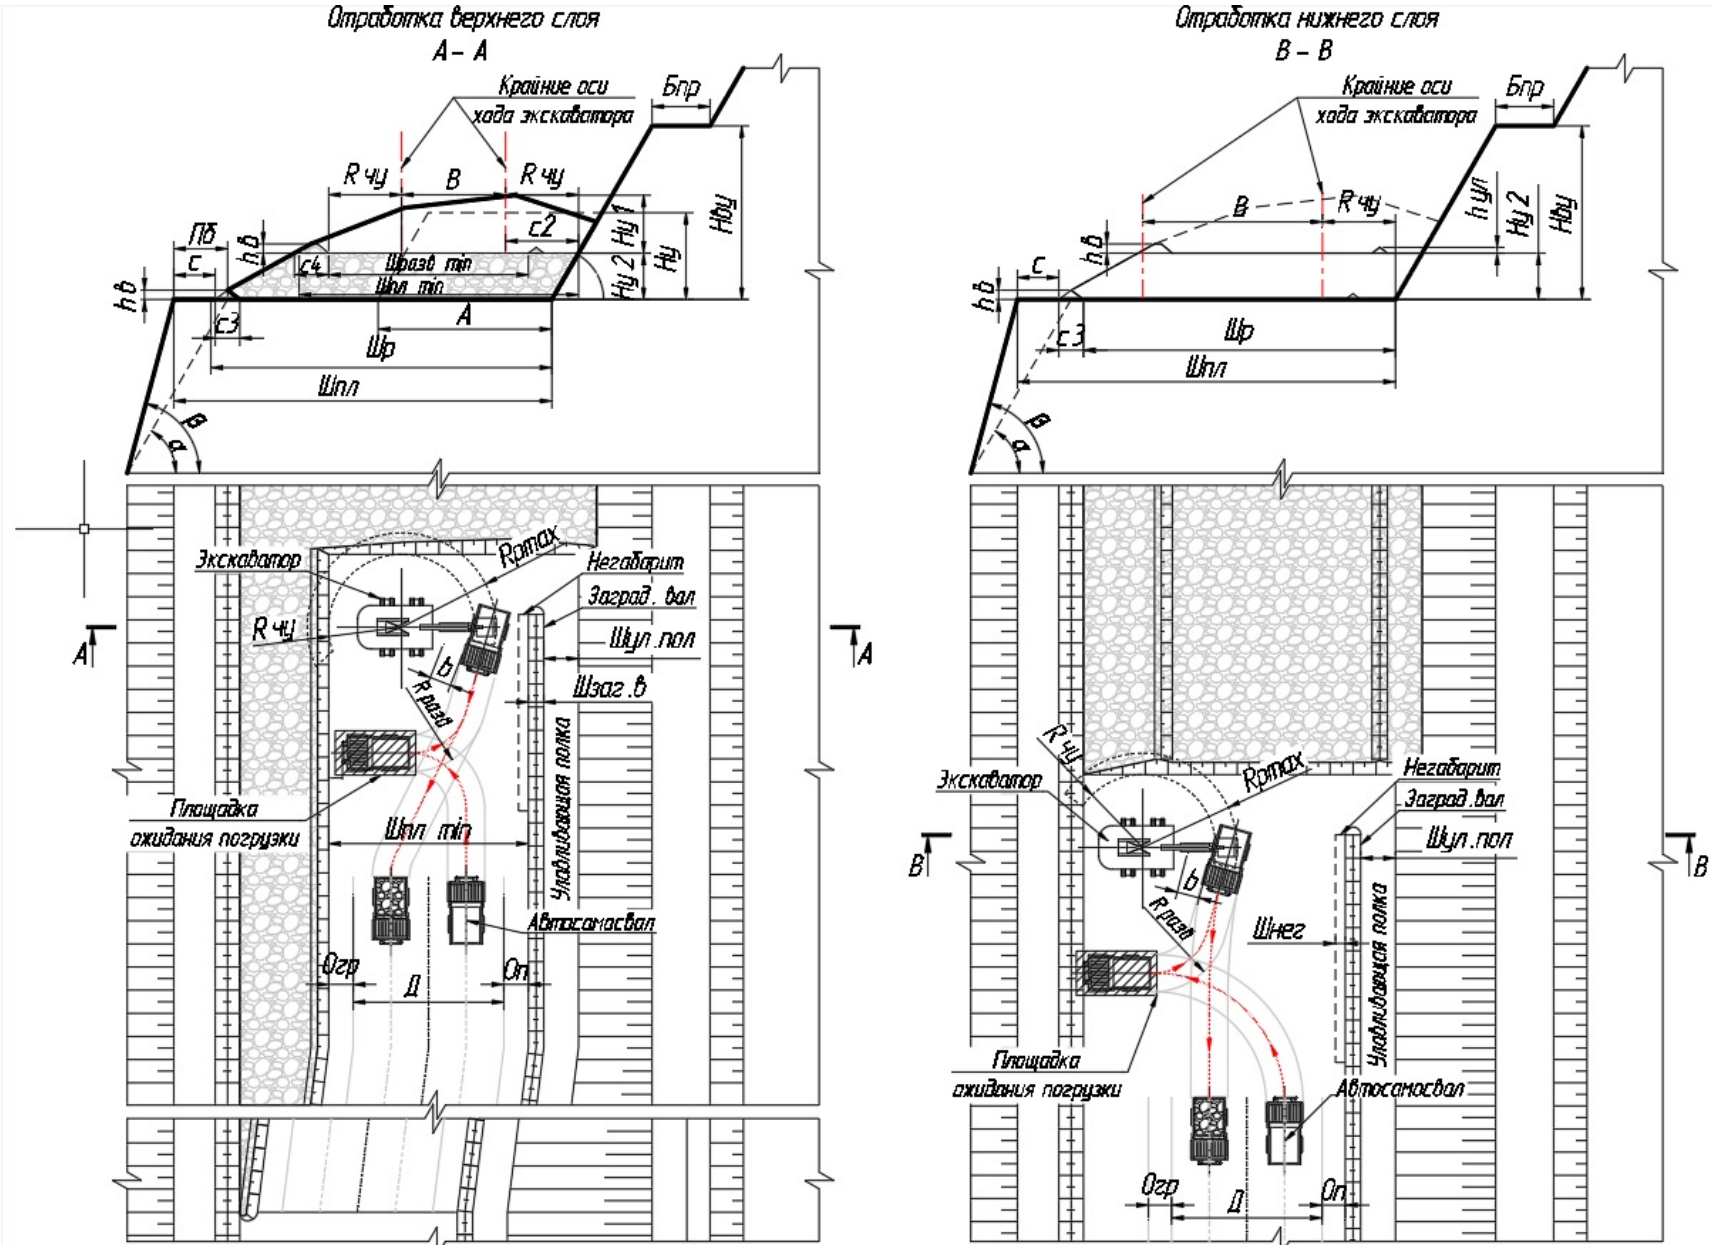 Отработка верхнего слоя
А - А
Крайние оси
хода экскаватора
Бпр
R чу
В
R чу
Пб
с
hв
hв
с2
Ну 1
Ну
Нву
с4
Шразв min
Шпл min
Ну 2
с3
А
Шр
Шпл
β
α
Экскаватор
Rрmax
Негабарит
Заград. вал
R чу
Шул.пол
А
А
b
Шзаг.в
R разв
Улавливающая полка
Площадка
ожидания погрузки
Шпл min
Автосамосвал
Огр
Д
Оп
Отработка нижнего слоя
В - В
Крайние оси
хода экскаватора
Бпр
В
R чу
h ул
Ну 2
Нву
hв
с
hв
с3
Шр
Шпл
β
α
R чу
Rрmax
Негабарит
Экскаватор
Заград.вал
Шул.пол
В
В
b
R разв
Шнег
Улавливающая полка
Площадка
ожидания погрузки
Автосамосвал
Огр
Д
Оп